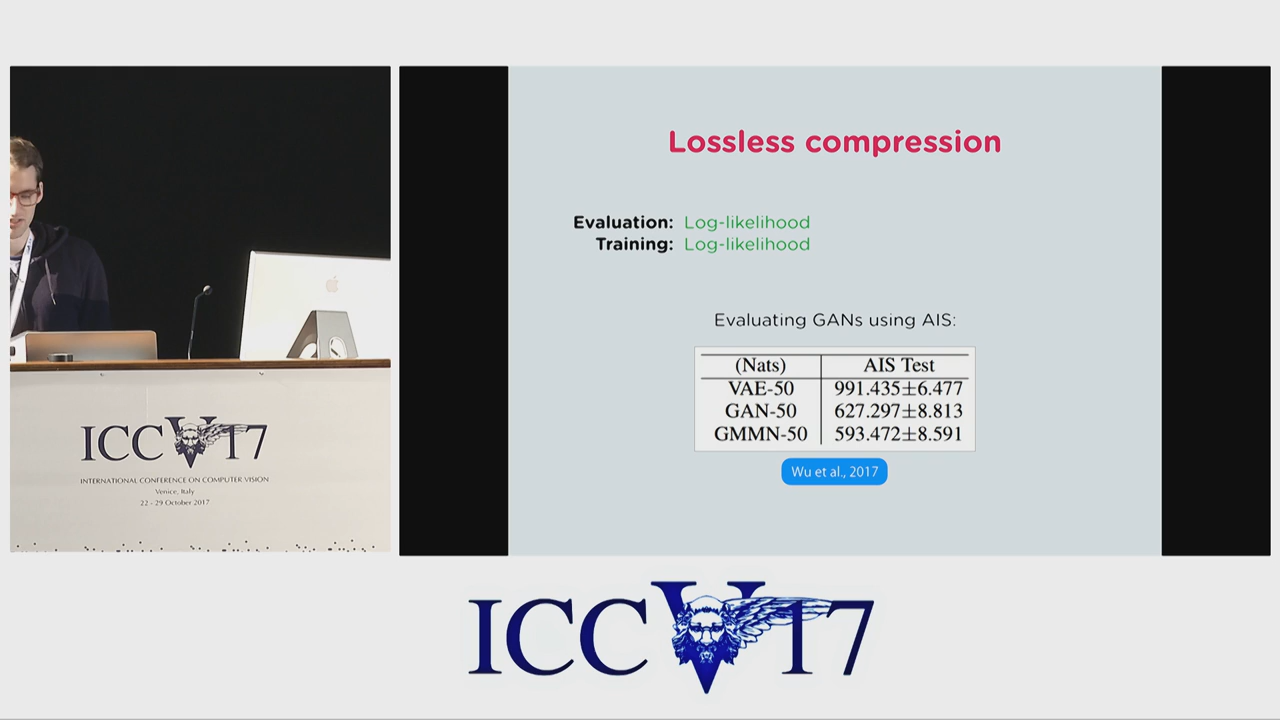 Lossless compression
Evaluation: Log-likelihood
Training: Log-likelihood
Evaluating GANs using AIS:
(Nats) AIS Test
VAE-50 991.435±6.477
GAN-50 627.297±8.813
GMMN-50 593.472±8.591
Wu et al., 2017
ICCV17
INTERNATIONAL CONFERENCE ON COMPUTER VISION
Venice, Italy
22 - 29 October 2017
ICCV17